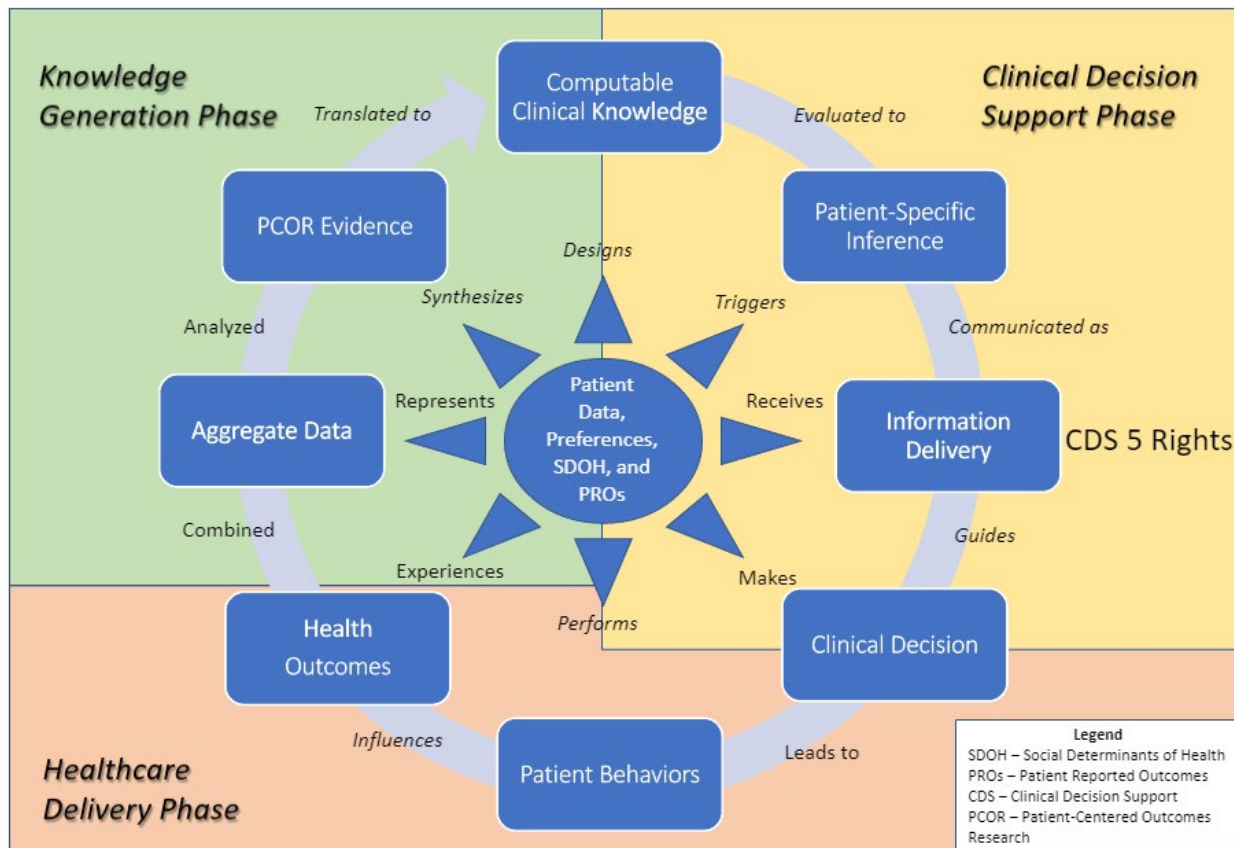 Knowledge
Generation Phase
Clinical Decision
Support Phase
Computable
Clinical Knowledge
Translated to
Evaluated to
PCOR Evidence
Patient-Specific
Inference
Designs
Synthesizes
Triggers
Analyzed
Communicated as
Aggregate Data
Represents
Patient
Data,
Preferences,
SDOH, and
PROs
Receives
Information
Delivery
CDS 5 Rights
Combined
Guides
Experiences
Makes
Performs
Health
Outcomes
Clinical Decision
Influences
Patient Behaviors
Leads to
Healthcare
Delivery Phase
Legend
SDOH – Social Determinants of Health
PROs – Patient Reported Outcomes
CDS – Clinical Decision Support
PCOR – Patient-Centered Outcomes
Research